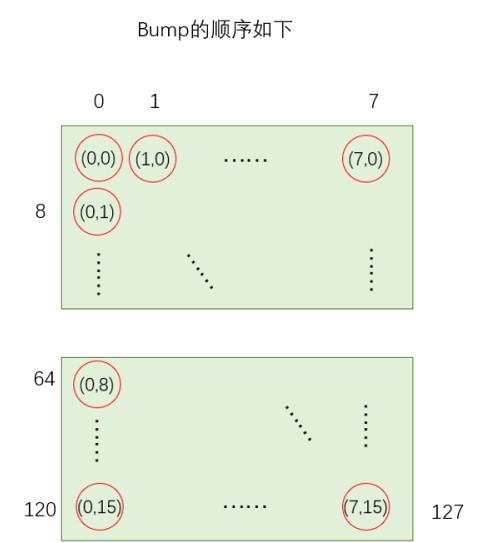 Bump的顺序如下
0 1 7
(0,0) (1,0) …… (7,0)
8 (0,1)
64 (0,8)
120 (0,15) …… (7,15) 127